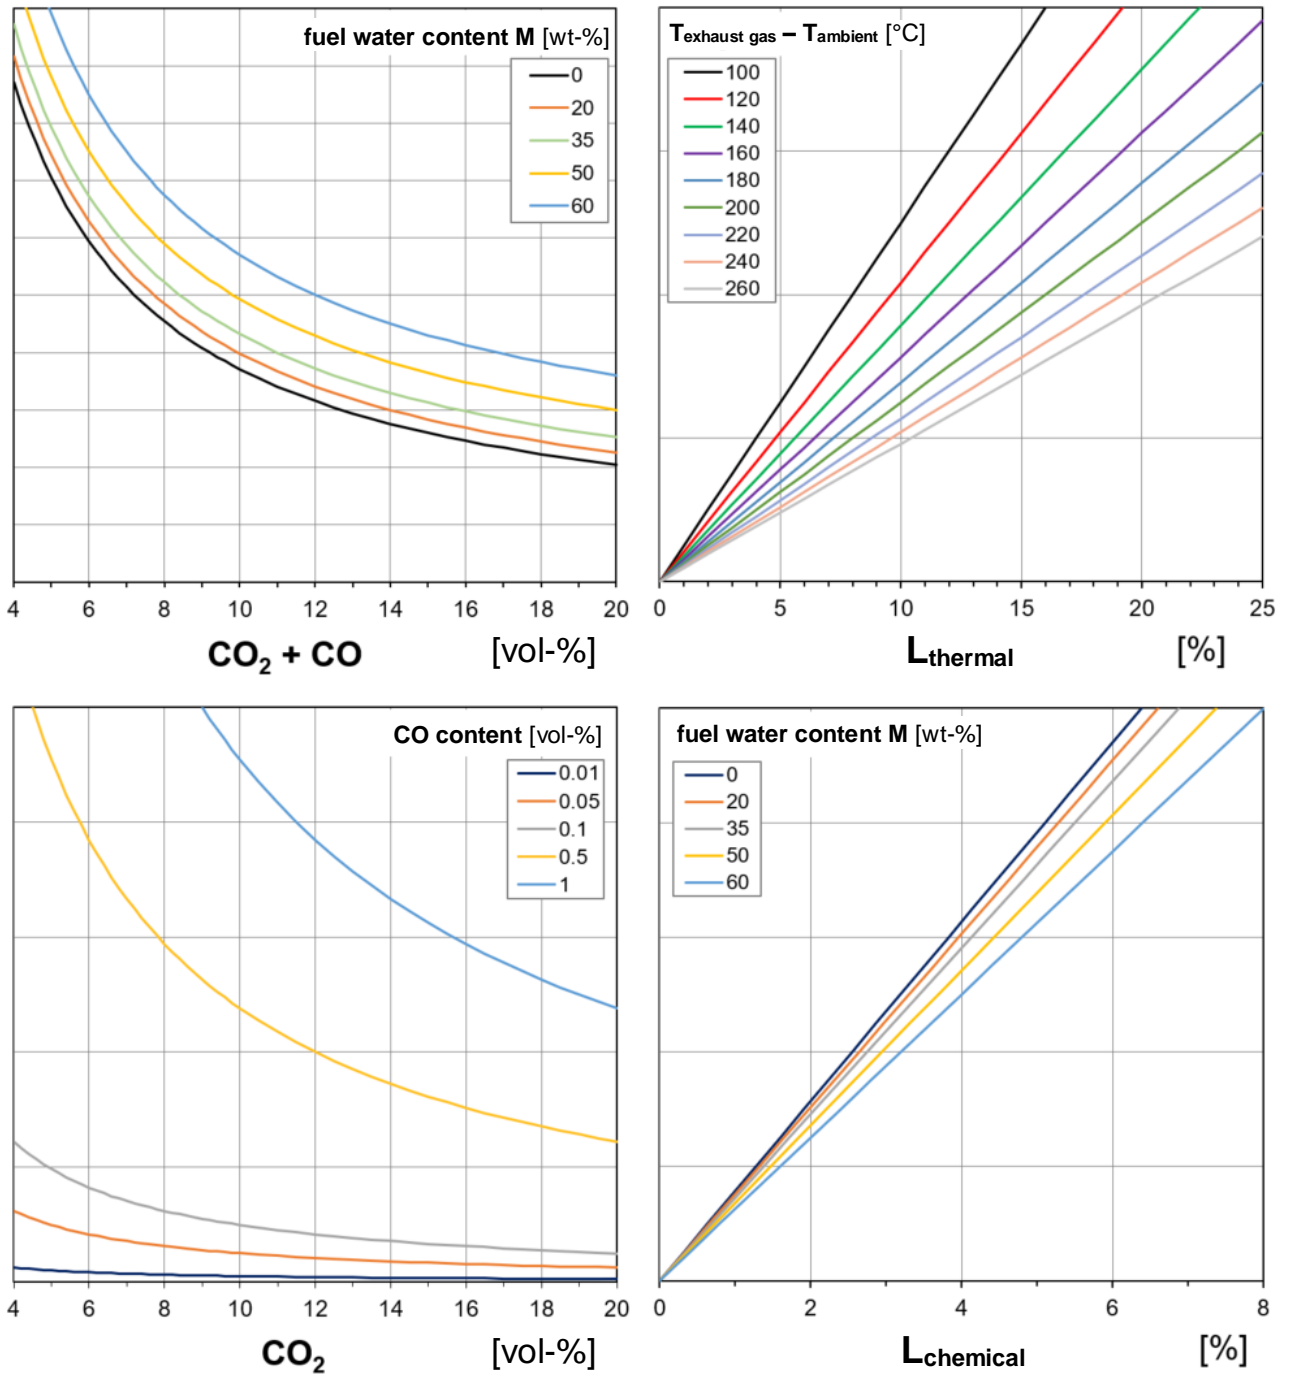 fuel water content M [wt-%]
0
20
35
50
60
4 6 8 10 12 14 16 18 20
CO₂ + CO [vol-%]
Texhaust gas – Tambient [°C]
100
120
140
160
180
200
220
240
260
0 5 10 15 20 25
Lthermal [%]
CO content [vol-%]
0.01
0.05
0.1
0.5
1
4 6 8 10 12 14 16 18 20
CO₂ [vol-%]
fuel water content M [wt-%]
0
20
35
50
60
0 2 4 6 8
Lchemical [%]